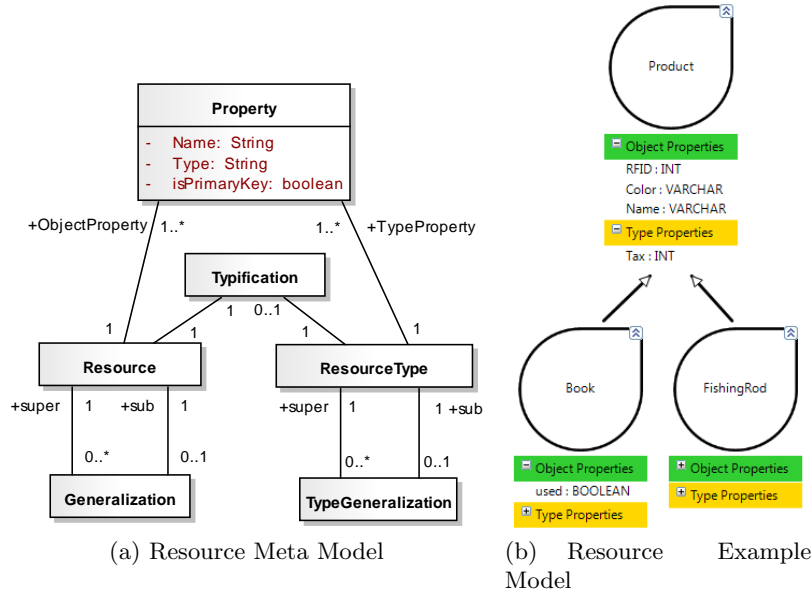 Property
- Name: String
- Type: String
- isPrimaryKey: boolean
+ObjectProperty
1..*
1..*
+TypeProperty
Typification
1
0..1
1
1
1
1
Resource
ResourceType
+super
1
+sub
1
+super
1
1
+sub
0..*
0..1
0..*
0..1
Generalization
TypeGeneralization
(a) Resource Meta Model
Product
Object Properties
RFID : INT
Color : VARCHAR
Name : VARCHAR
Type Properties
Tax : INT
Book
FishingRod
Object Properties
used : BOOLEAN
Type Properties
Object Properties
Type Properties
(b) Resource Example
Model